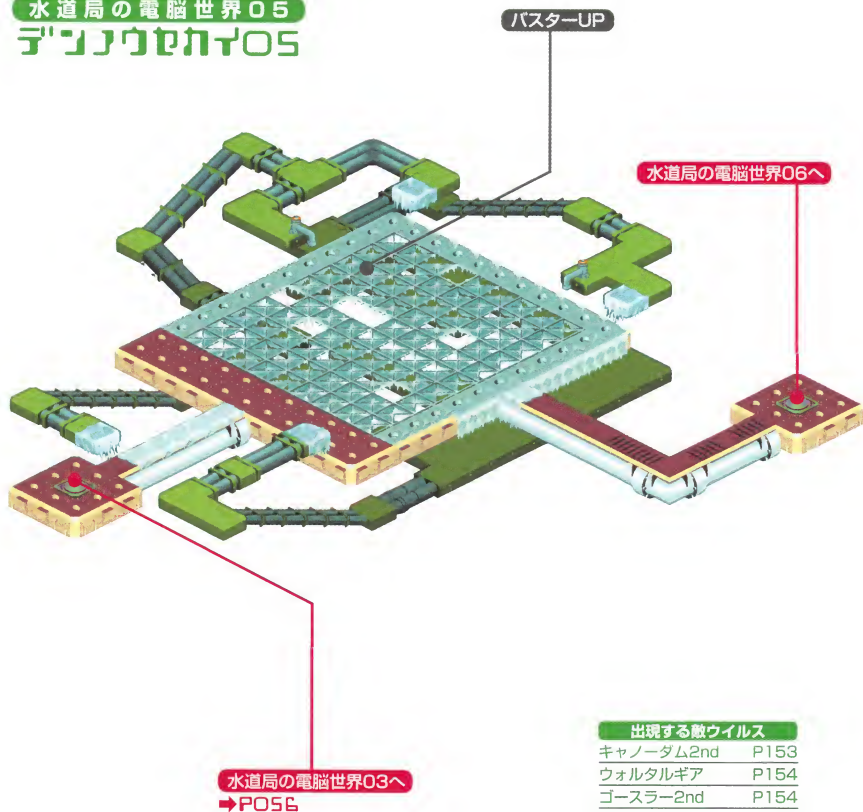 水道局の電脳世界05
デンノウセカイ05
バスターUP
水道局の電脳世界06へ
水道局の電脳世界03へ
➡P056
出現する敵ウイルス
キャノーダム2nd P153
ウォルタルギア P154
ゴースラー2nd P154